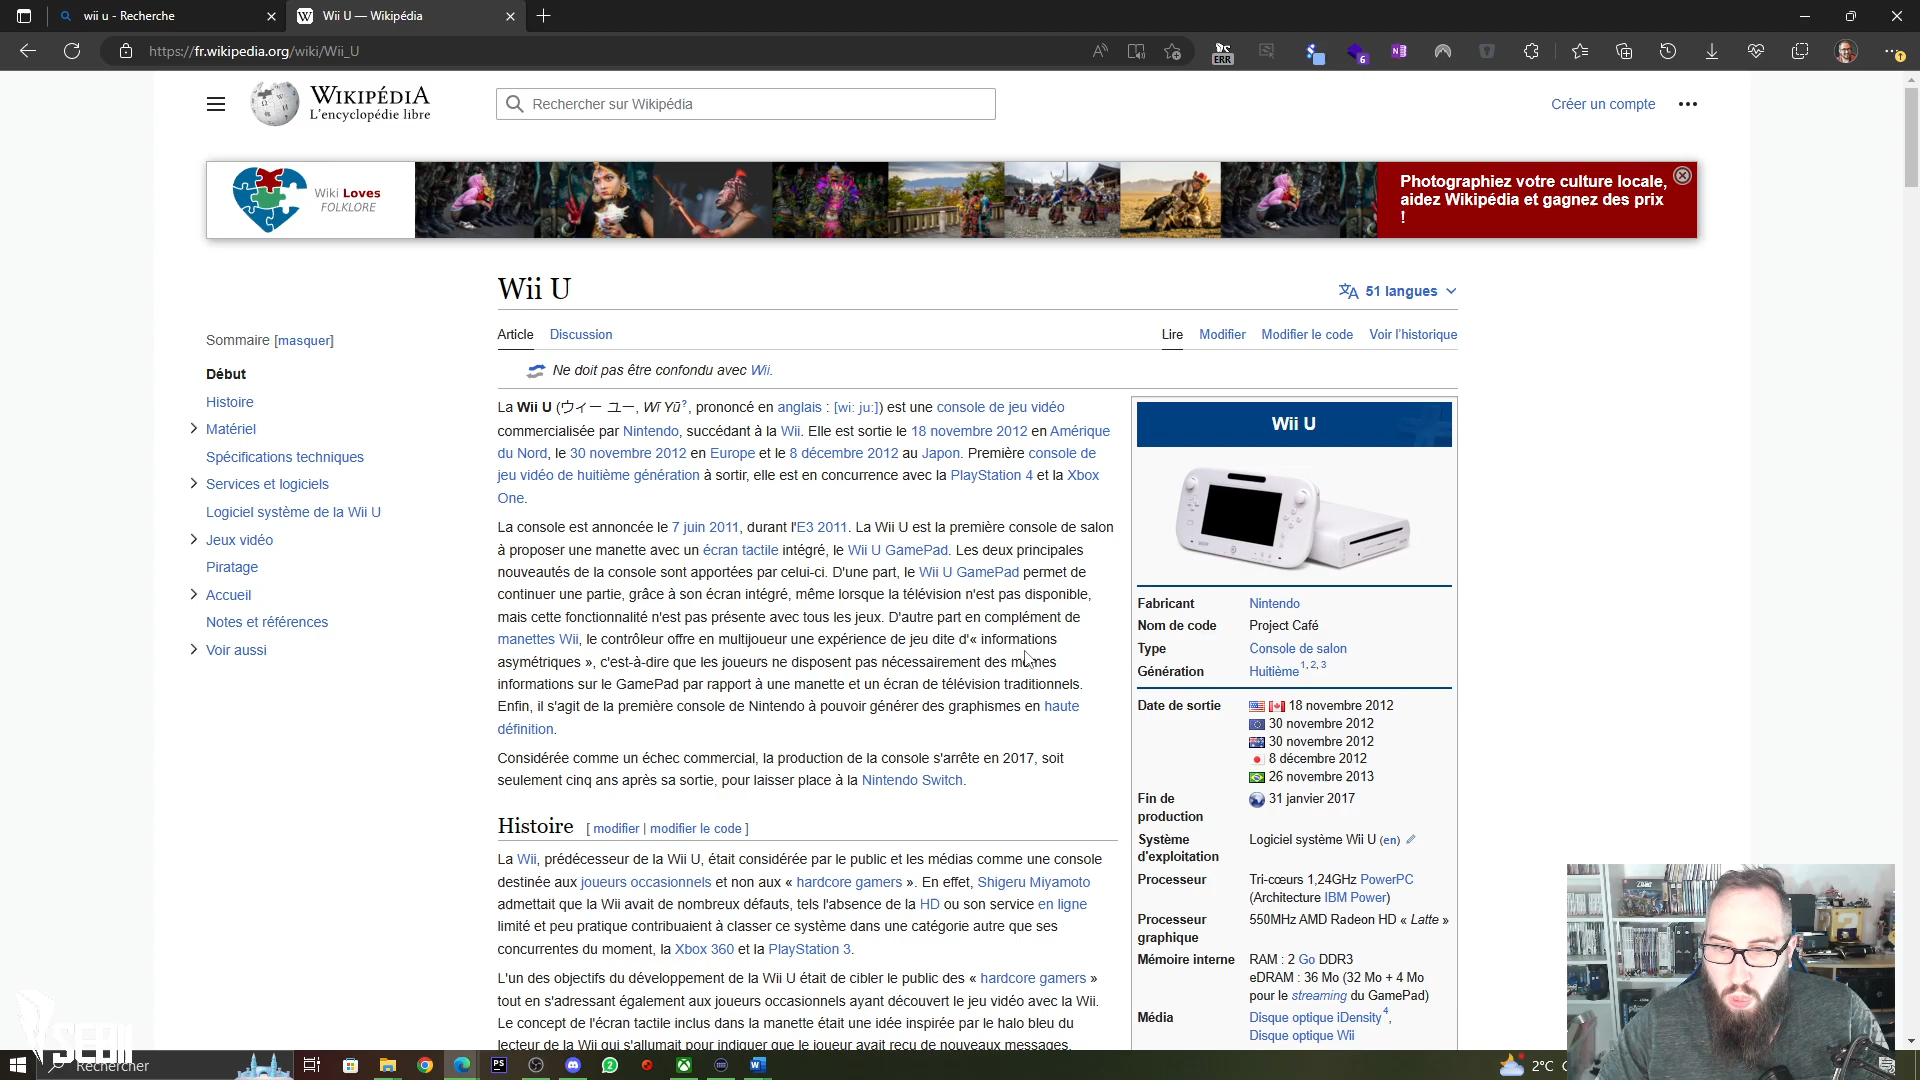 wii u - Recherche
Wii U — Wikipédia
https://fr.wikipedia.org/wiki/Wii_U
ERR
6
WIKIPÉDIA
L'encyclopédie libre
Rechercher sur Wikipédia
Créer un compte
Wiki Loves
FOLKLORE
Photographiez votre culture locale,
aidez Wikipédia et gagnez des prix
!
Wii U
51 langues
Article Discussion
Lire Modifier Modifier le code Voir l'historique
Sommaire [masquer]
Début
Histoire
Matériel
Spécifications techniques
Services et logiciels
Logiciel système de la Wii U
Jeux vidéo
Piratage
Accueil
Notes et références
Voir aussi
Ne doit pas être confondu avec Wii.
La Wii U (ウィー ユー, Wī Yū?, prononcé en anglais : [wiː juː]) est une console de jeu vidéo
commercialisée par Nintendo, succédant à la Wii. Elle est sortie le 18 novembre 2012 en Amérique
du Nord, le 30 novembre 2012 en Europe et le 8 décembre 2012 au Japon. Première console de
jeu vidéo de huitième génération à sortir, elle est en concurrence avec la PlayStation 4 et la Xbox
One.
La console est annoncée le 7 juin 2011, durant l'E3 2011. La Wii U est la première console de salon
à proposer une manette avec un écran tactile intégré, le Wii U GamePad. Les deux principales
nouveautés de la console sont apportées par celui-ci. D'une part, le Wii U GamePad permet de
continuer une partie, grâce à son écran intégré, même lorsque la télévision n'est pas disponible,
mais cette fonctionnalité n'est pas présente avec tous les jeux. D'autre part en complément de
manettes Wii, le contrôleur offre en multijoueur une expérience de jeu dite d'« informations
asymétriques », c'est-à-dire que les joueurs ne disposent pas nécessairement des mêmes
informations sur le GamePad par rapport à une manette et un écran de télévision traditionnels.
Enfin, il s'agit de la première console de Nintendo à pouvoir générer des graphismes en haute
définition.
Considérée comme un échec commercial, la production de la console s'arrête en 2017, soit
seulement cinq ans après sa sortie, pour laisser place à la Nintendo Switch.
Histoire [ modifier | modifier le code ]
La Wii, prédécesseur de la Wii U, était considérée par le public et les médias comme une console
destinée aux joueurs occasionnels et non aux « hardcore gamers ». En effet, Shigeru Miyamoto
admettait que la Wii avait de nombreux défauts, tels l'absence de la HD ou son service en ligne
limité et peu pratique contribuaient à classer ce système dans une catégorie autre que ses
concurrentes du moment, la Xbox 360 et la PlayStation 3.
L'un des objectifs du développement de la Wii U était de cibler le public des « hardcore gamers »
tout en s'adressant également aux joueurs occasionnels ayant découvert le jeu vidéo avec la Wii.
Le concept de l'écran tactile inclus dans la manette était une idée inspirée par le halo bleu du
lecteur de la Wii qui s'allumait pour indiquer que le joueur avait reçu de nouveaux messages.
Wii U
Fabricant Nintendo
Nom de code Project Café
Type Console de salon
Génération Huitième 1, 2, 3
Date de sortie 18 novembre 2012
30 novembre 2012
30 novembre 2012
8 décembre 2012
26 novembre 2013
Fin de production 31 janvier 2017
Système d'exploitation Logiciel système Wii U (en)
Processeur Tri-cœurs 1,24GHz PowerPC
(Architecture IBM Power)
Processeur graphique 550MHz AMD Radeon HD « Latte »
Mémoire interne RAM : 2 Go DDR3
eDRAM : 36 Mo (32 Mo + 4 Mo
pour le streaming du GamePad)
Média Disque optique iDensity 4,
Disque optique Wii
SEBII
Rechercher
PS
2
2°C